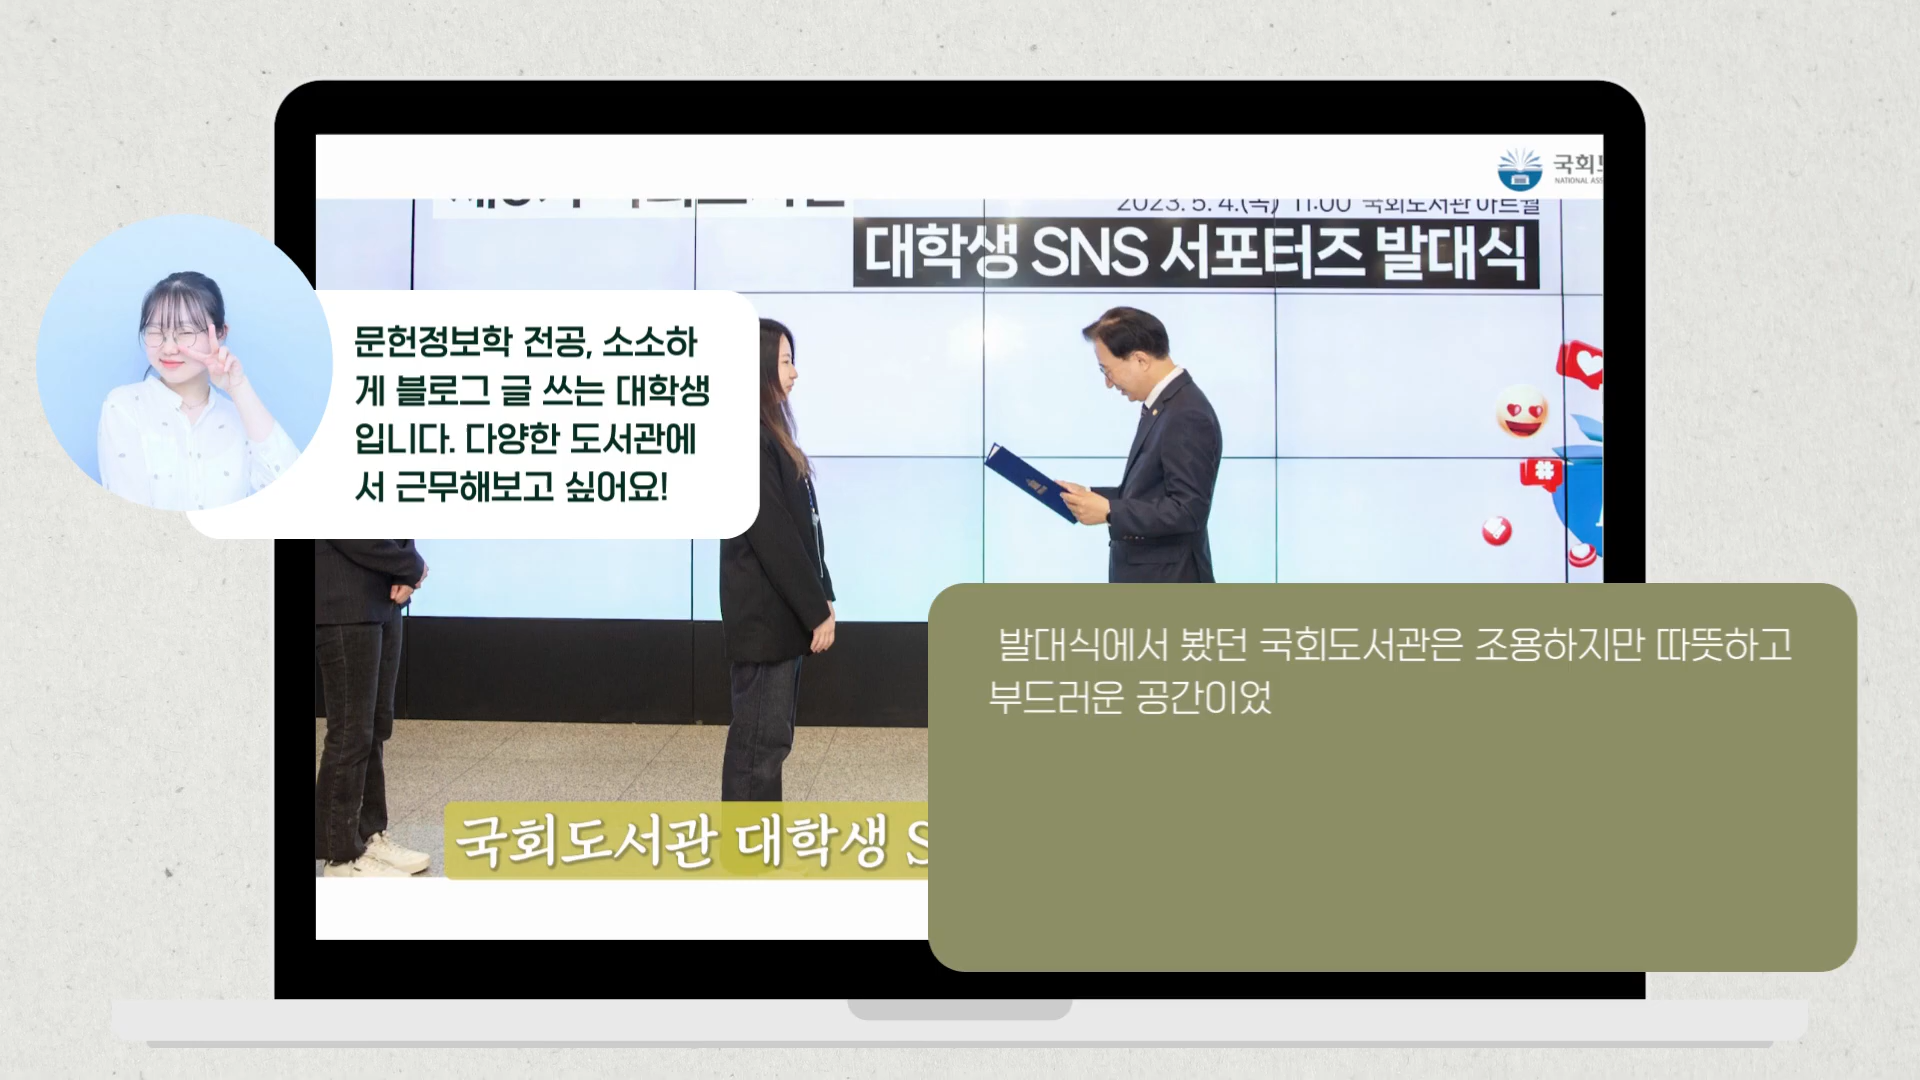 국회도
NATIONAL ASS
2023. 5. 4.(목) 11:00 국회도서관 아트월
대학생 SNS 서포터즈 발대식
문헌정보학 전공, 소소하
게 블로그 글 쓰는 대학생
입니다. 다양한 도서관에
서 근무해보고 싶어요!
발대식에서 봤던 국회도서관은 조용하지만 따뜻하고
부드러운 공간이었
국회도서관 대학생 S